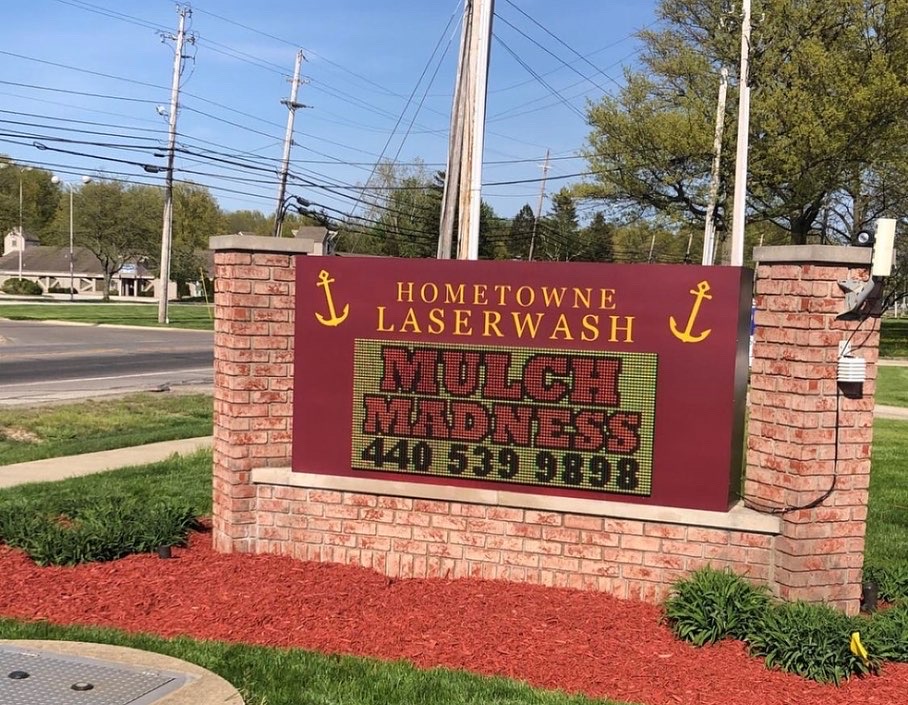 HOMETOWNE
LASERWASH
MULCH
MADNESS
440 539 9898